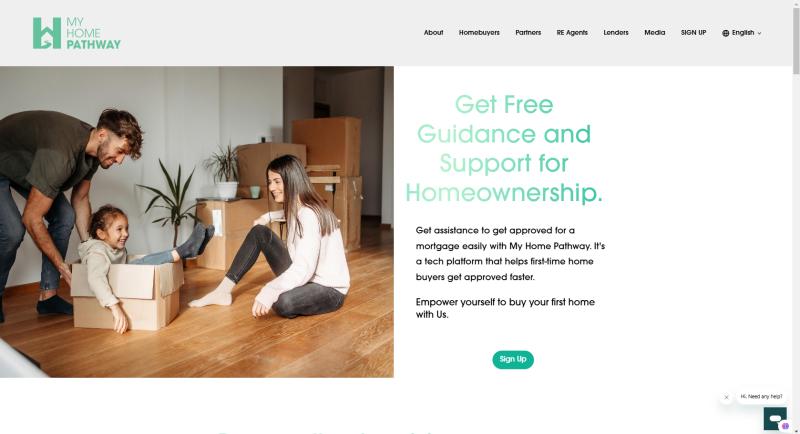 MY
HOME
PATHWAY
About Homebuyers Partners RE Agents Lenders Media SIGN UP English
Get Free
Guidance and
Support for
Homeownership.
Get assistance to get approved for a
mortgage easily with My Home Pathway. It's
a tech platform that helps first-time home
buyers get approved faster.
Empower yourself to buy your first home
with Us.
Sign Up
Hi. Need any help?